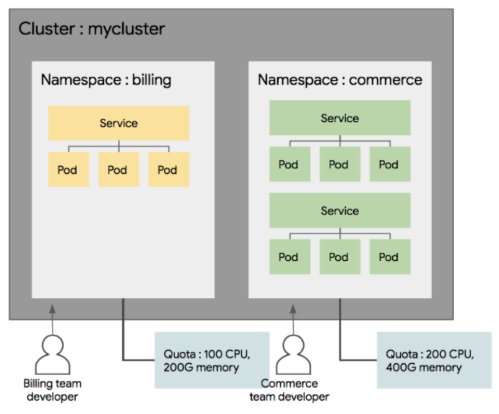 Cluster : mycluster
Namespace : billing
Service
Pod
Pod
Pod
Namespace : commerce
Service
Pod
Pod
Pod
Service
Pod
Pod
Pod
Billing team
developer
Quota : 100 CPU,
200G memory
Commerce
team developer
Quota : 200 CPU,
400G memory